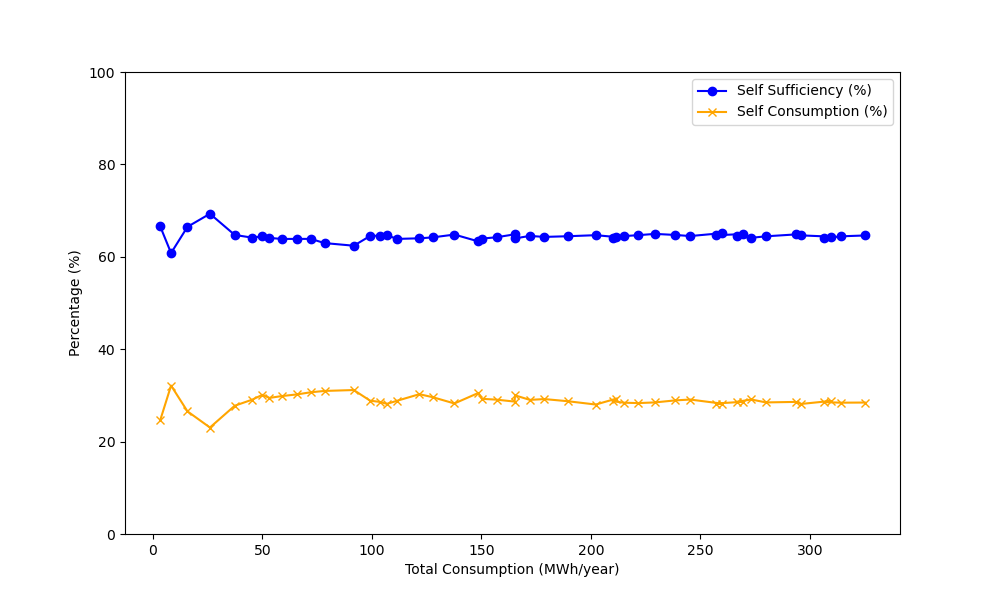 100
80
60
40
20
0
Percentage (%)
Self Sufficiency (%)
Self Consumption (%)
0 50 100 150 200 250 300
Total Consumption (MWh/year)